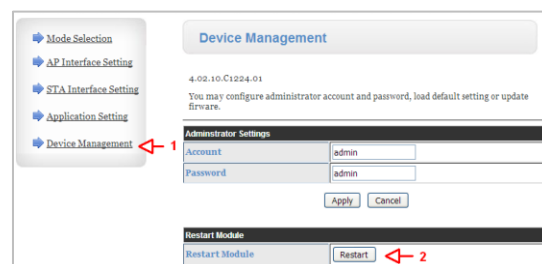 Mode Selection
AP Interface Setting
STA Interface Setting
Application Setting
Device Management
1
Device Management
4.02.10.C1224.01
You may configure administrator account and password, load default setting or update
firware.
Adminstrator Settings
Account admin
Password admin
Apply Cancel
Restart Module
Restart Module Restart 2